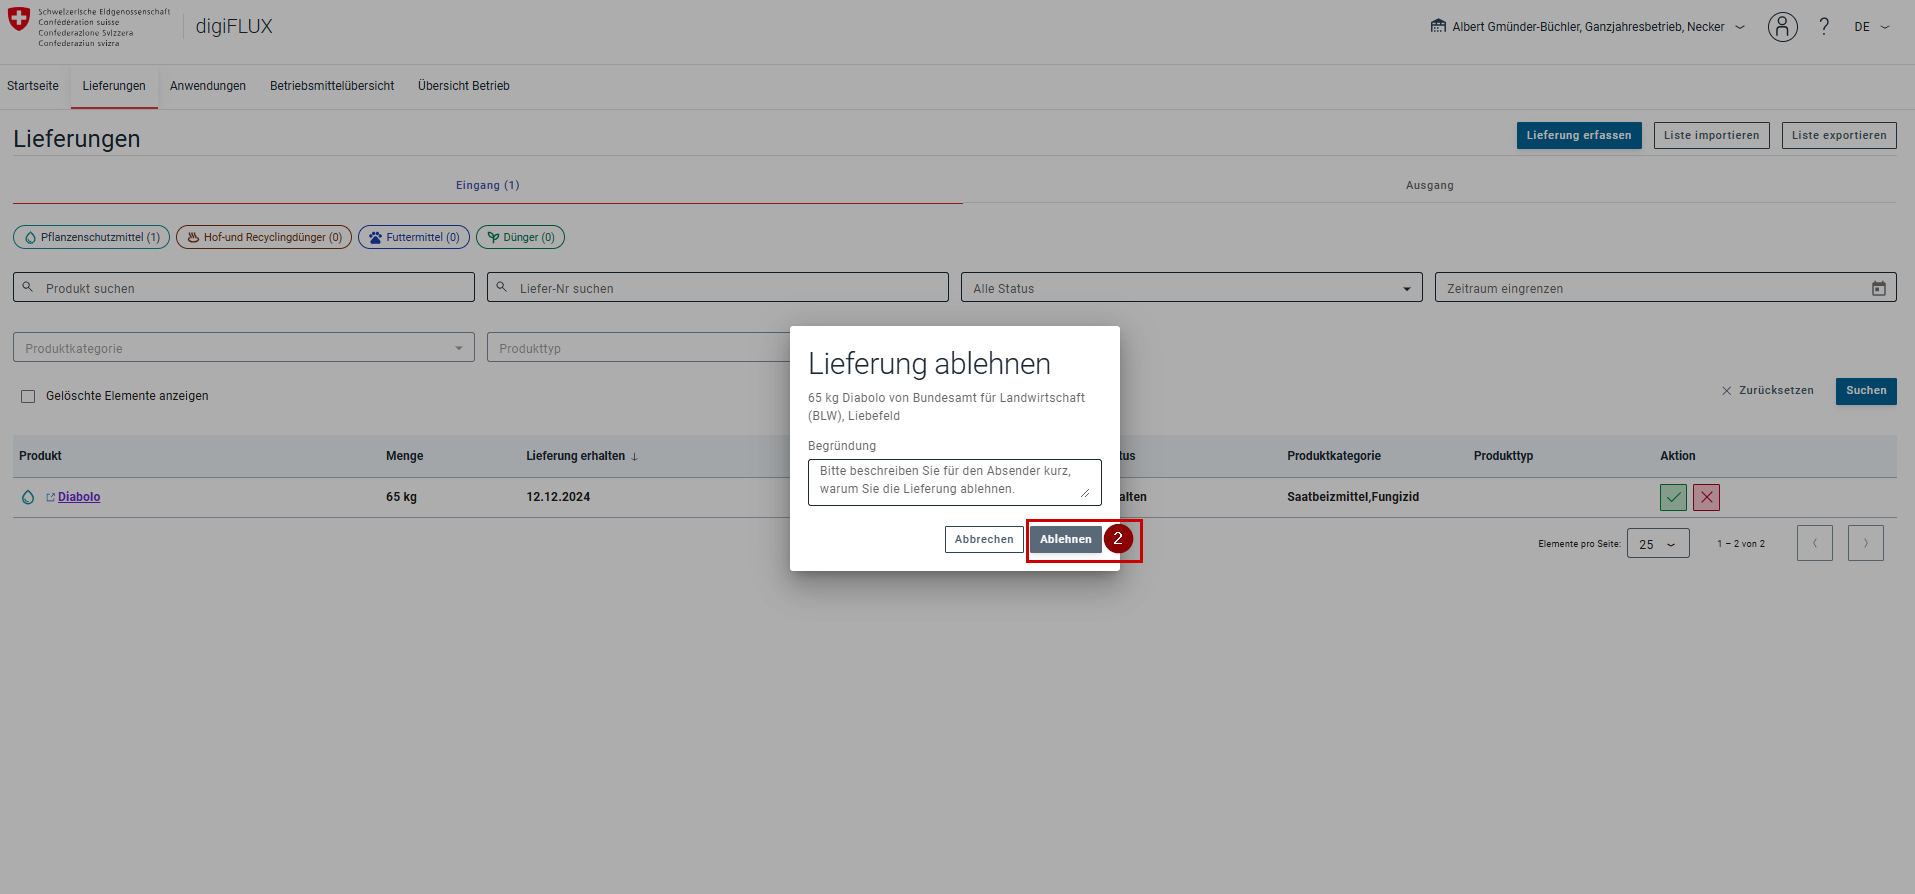 Schweizerische Eidgenossenschaft
Confédération suisse
Confederazione Svizzera
Confederaziun svizra
digiFLUX
Albert Gmünder-Büchler, Ganzjahresbetrieb, Necker
? DE
Startseite Lieferungen Anwendungen Betriebsmittelübersicht Übersicht Betrieb
Lieferungen
Lieferung erfassen Liste importieren Liste exportieren
Eingang (1) Ausgang
Pflanzenschutzmittel (1) Hof-und Recyclingdünger (0) Futtermittel (0) Dünger (0)
Produkt suchen Liefer-Nr suchen Alle Status Zeitraum eingrenzen
Produktkategorie Produkttyp
Gelöschte Elemente anzeigen
Zurücksetzen Suchen
Lieferung ablehnen
65 kg Diabolo von Bundesamt für Landwirtschaft
(BLW), Liebefeld
Begründung
Bitte beschreiben Sie für den Absender kurz,
warum Sie die Lieferung ablehnen.
Abbrechen Ablehnen 2
Produkt Menge Lieferung erhalten ↓ tus Produktkategorie Produkttyp Aktion
Diabolo 65 kg 12.12.2024 alten Saatbeizmittel,Fungizid
Elemente pro Seite: 25 1 – 2 von 2